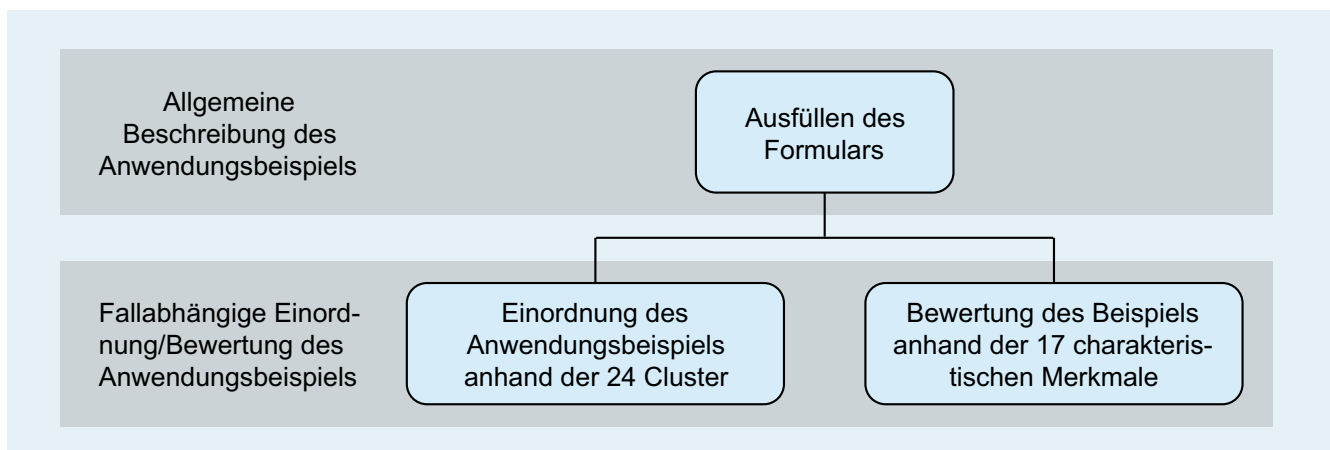 Allgemeine
Beschreibung des
Anwendungsbeispiels
Ausfüllen des
Formulars
Fallabhängige Einord-
nung/Bewertung des
Anwendungsbeispiels
Einordnung des
Anwendungsbeispiels
anhand der 24 Cluster
Bewertung des Beispiels
anhand der 17 charakteris-
tischen Merkmale